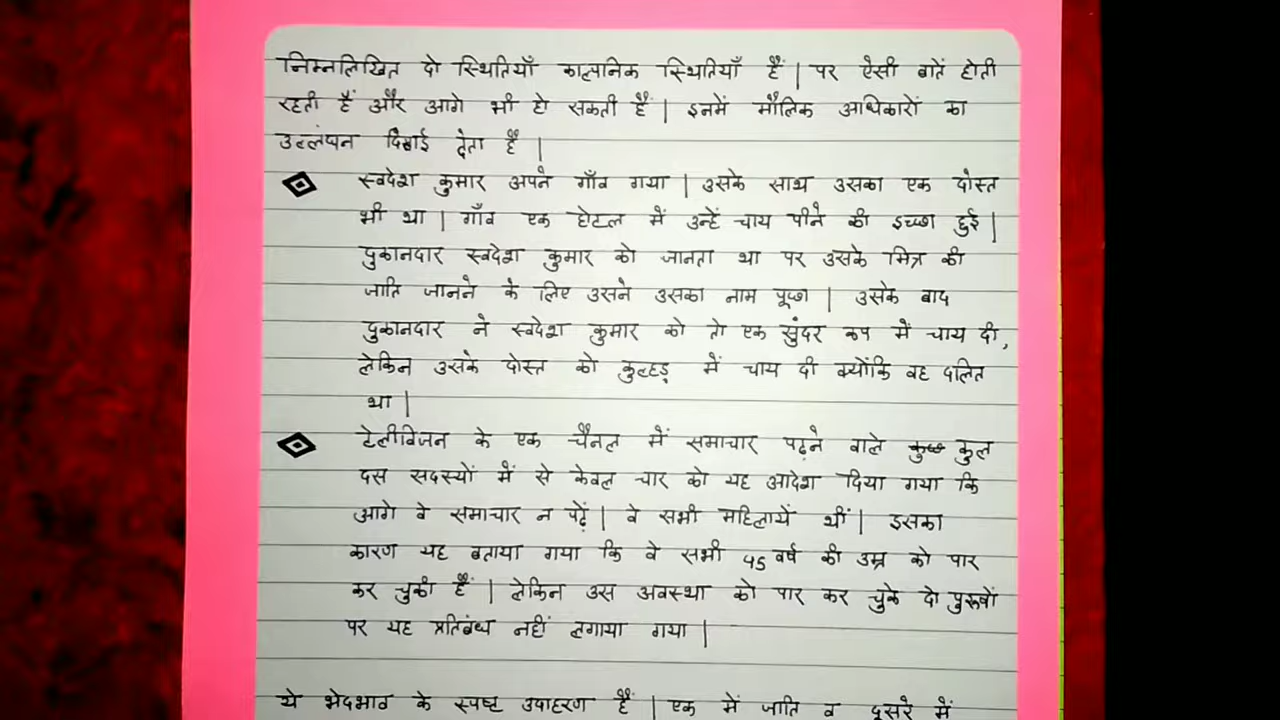 निम्नलिखित दो स्थितियाँ काल्पनिक स्थितियाँ हैं | पर ऐसी बातें होती
रहती हैं और आगे भी हो सकती हैं | इनमें मौलिक अधिकारों का
उल्लंघन दिखाई देता है |
स्वदेश कुमार अपने गाँव गया | उसके साथ उसका एक दोस्त
भी था | गाँव एक होटल में उन्हें चाय पीने की इच्छा हुई |
दुकानदार स्वदेश कुमार को जानता था पर उसके मित्र की
जाति जानने के लिए उसने उसका नाम पूछा | उसके बाद
दुकानदार ने स्वदेश कुमार को तो एक सुंदर कप में चाय दी,
लेकिन उसके दोस्त को कुल्हड़ में चाय दी क्योंकि वह दलित
था |
टेलीविजन के एक चैनल में समाचार पढ़ने वाले कुछ कुल
दस सदस्यों में से केवल चार को यह आदेश दिया गया कि
आगे वे समाचार न पढ़ें | वे सभी महिलायें थीं | इसका
कारण यह बताया गया कि वे सभी 45 वर्ष की उम्र को पार
कर चुकी हैं | लेकिन उस अवस्था को पार कर चुके दो पुरूषों
पर यह प्रतिबंध नहीं लगाया गया |
ये भेदभाव के स्पष्ट उदाहरण हैं | एक में जाति व दूसरे में